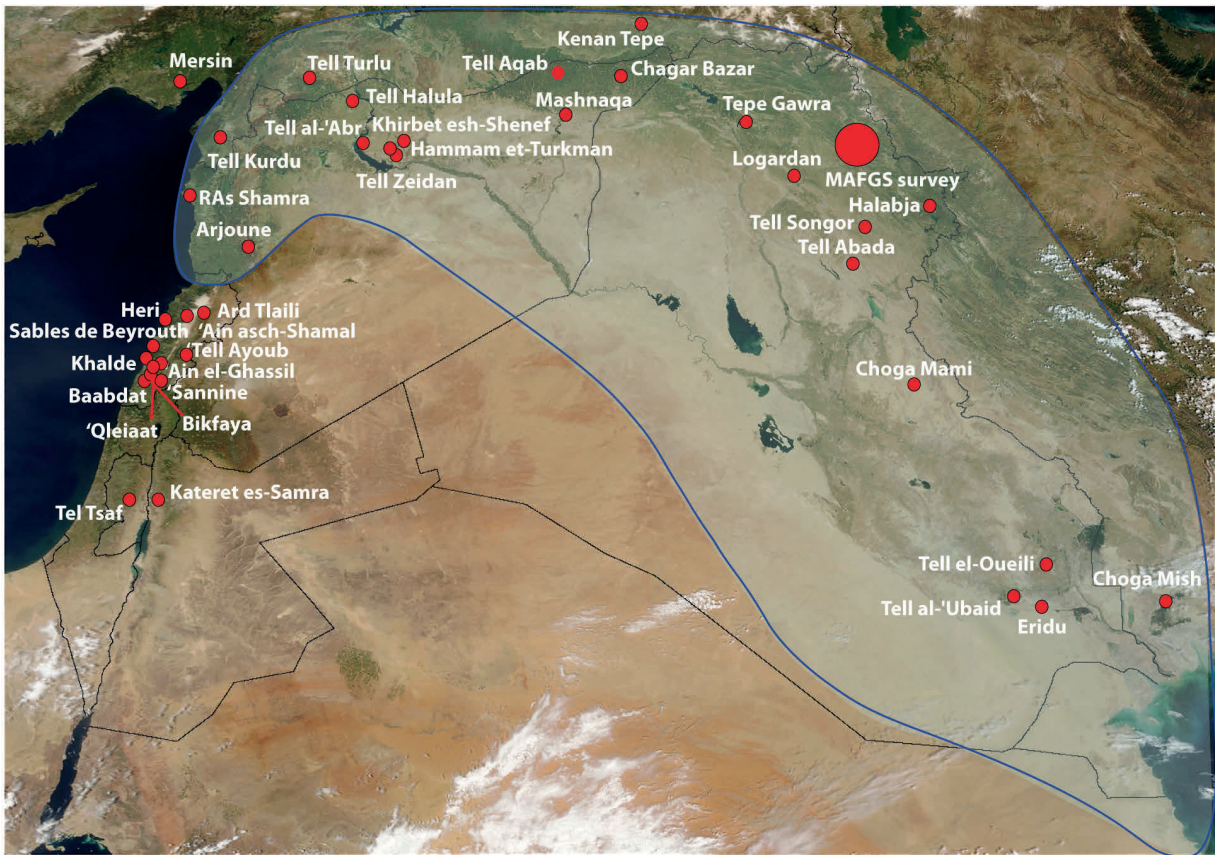 Kenan Tepe
Mersin
Tell Turlu
Tell Aqab
Chagar Bazar
Tell Halula
Mashnaqa
Tepe Gawra
Tell al-'Abr
Khirbet esh-Shenef
Hammam et-Turkman
Tell Kurdu
Tell Zeidan
Logardan
MAFGS survey
RAs Shamra
Halabja
Arjoune
Tell Songor
Tell Abada
Heri
Ard Tlaili
Sables de Beyrouth
‘Ain asch-Shamal
‘Tell Ayoub
Khalde
Ain el-Ghassil
Choga Mami
Baabdat
‘Sannine
‘Qleiaat
Bikfaya
Kateret es-Samra
Tel Tsaf
Tell el-Oueili
Choga Mish
Tell al-'Ubaid
Eridu